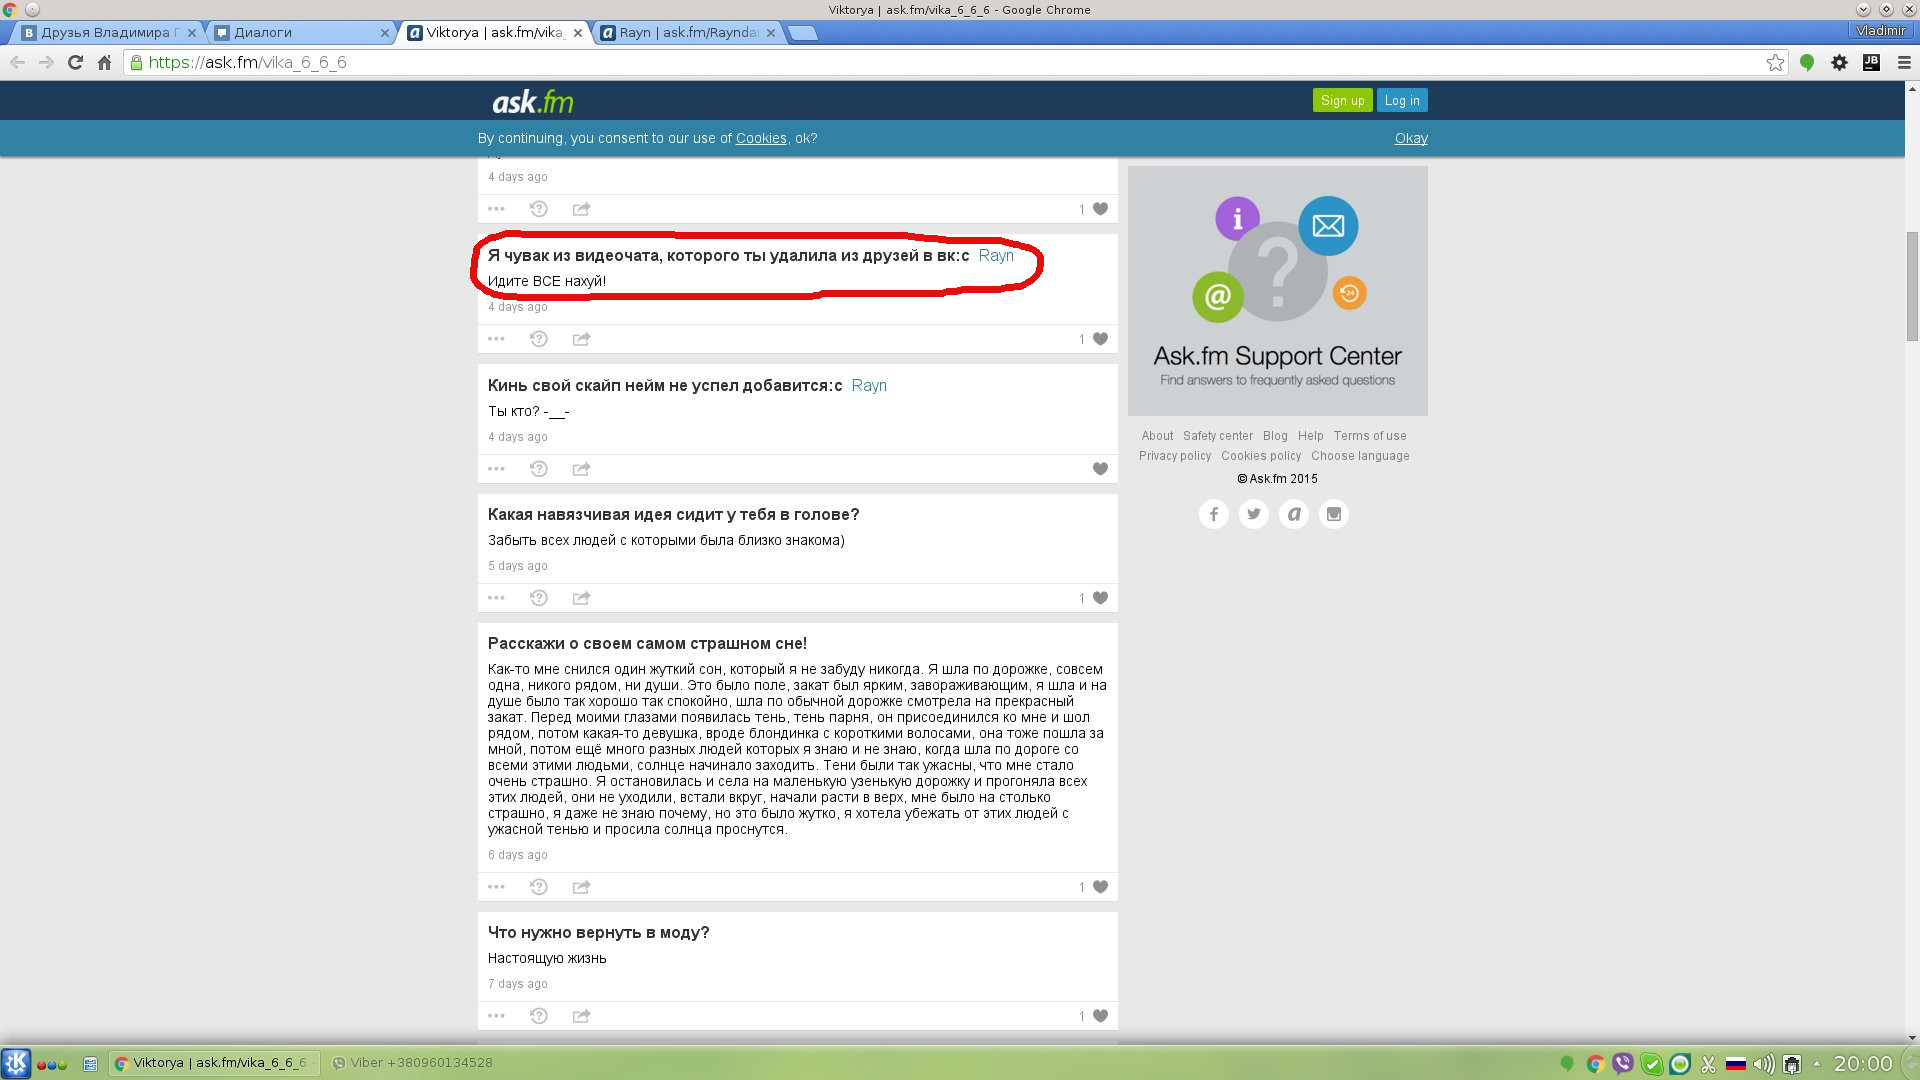 Viktorya | ask.fm/vika_6_6_6 - Google Chrome
Друзья Владимира
Диалоги
Viktorya | ask.fm/vika_
Rayn | ask.fm/Raynda
Vladimir
https://ask.fm/vika_6_6_6
JB
ask.fm
Sign up
Log in
By continuing, you consent to our use of Cookies, ok?
Okay
4 days ago
1
Я чувак из видеочата, которого ты удалила из друзей в вк:с Rayn
Идите ВСЕ нахуй!
4 days ago
1
Кинь свой скайп нейм не успел добавится:с Rayn
Ты кто? -__-
4 days ago
Какая навязчивая идея сидит у тебя в голове?
Забыть всех людей с которыми была близко знакома)
5 days ago
1
Расскажи о своем самом страшном сне!
Как-то мне снился один жуткий сон, который я не забуду никогда. Я шла по дорожке, совсем
одна, никого рядом, ни души. Это было поле, закат был ярким, завораживающим, я шла и на
душе было так хорошо так спокойно, шла по обычной дорожке смотрела на прекрасный
закат. Перед моими глазами появилась тень, тень парня, он присоединился ко мне и шол
рядом, потом какая-то девушка, вроде блондинка с короткими волосами, она тоже пошла за
мной, потом ещё много разных людей которых я знаю и не знаю, когда шла по дороге со
всеми этими людьми, солнце начинало заходить. Тени были так ужасны, что мне стало
очень страшно. Я остановилась и села на маленькую узенькую дорожку и прогоняла всех
этих людей, они не уходили, встали вкруг, начали расти в верх, мне было на столько
страшно, я даже не знаю почему, но это было жутко, я хотела убежать от этих людей с
ужасной тенью и просила солнца проснутся.
6 days ago
1
Что нужно вернуть в моду?
Настоящую жизнь
7 days ago
1
Ask.fm Support Center
Find answers to frequently asked questions
About Safety center Blog Help Terms of use
Privacy policy Cookies policy Choose language
© Ask.fm 2015
Viktorya | ask.fm/vika_6_6_6
Viber +380960134528
20:00